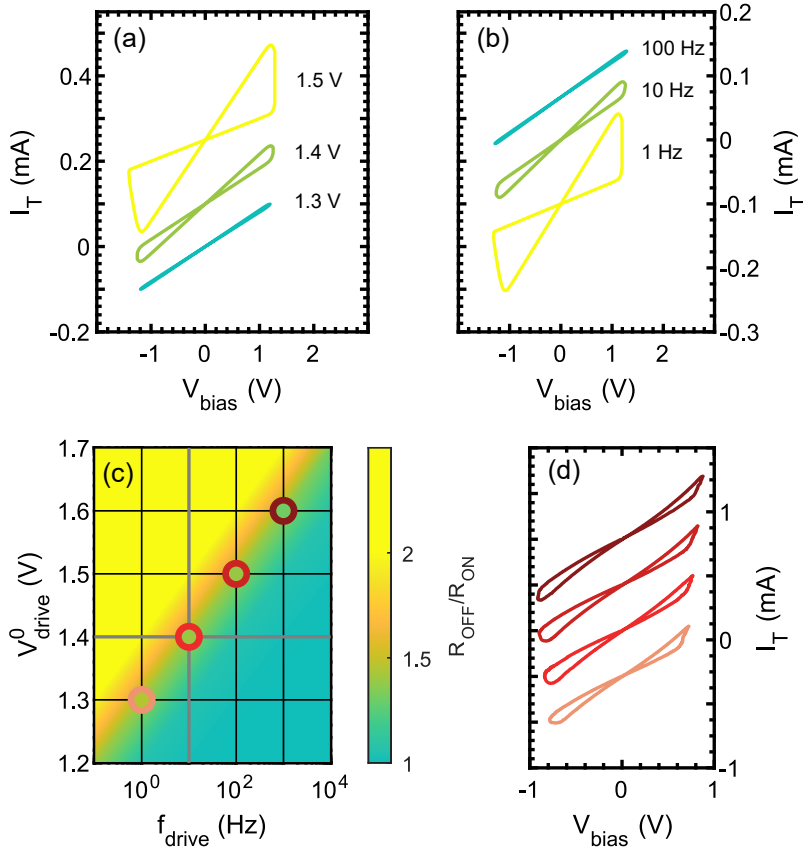 (a)
0.4
0.2
0
-0.2
I_T (mA)
1.5 V
1.4 V
1.3 V
-1 0 1 2
V_bias (V)
(b)
100 Hz
10 Hz
1 Hz
0.2
0.1
0
-0.1
-0.2
-0.3
I_T (mA)
-1 0 1 2
V_bias (V)
(c)
1.7
1.6
1.5
1.4
1.3
1.2
V^0_drive (V)
10^0 10^2 10^4
f_drive (Hz)
2
1.5
1
R_OFF/R_ON
(d)
1
0
-1
I_T (mA)
-1 0 1
V_bias (V)